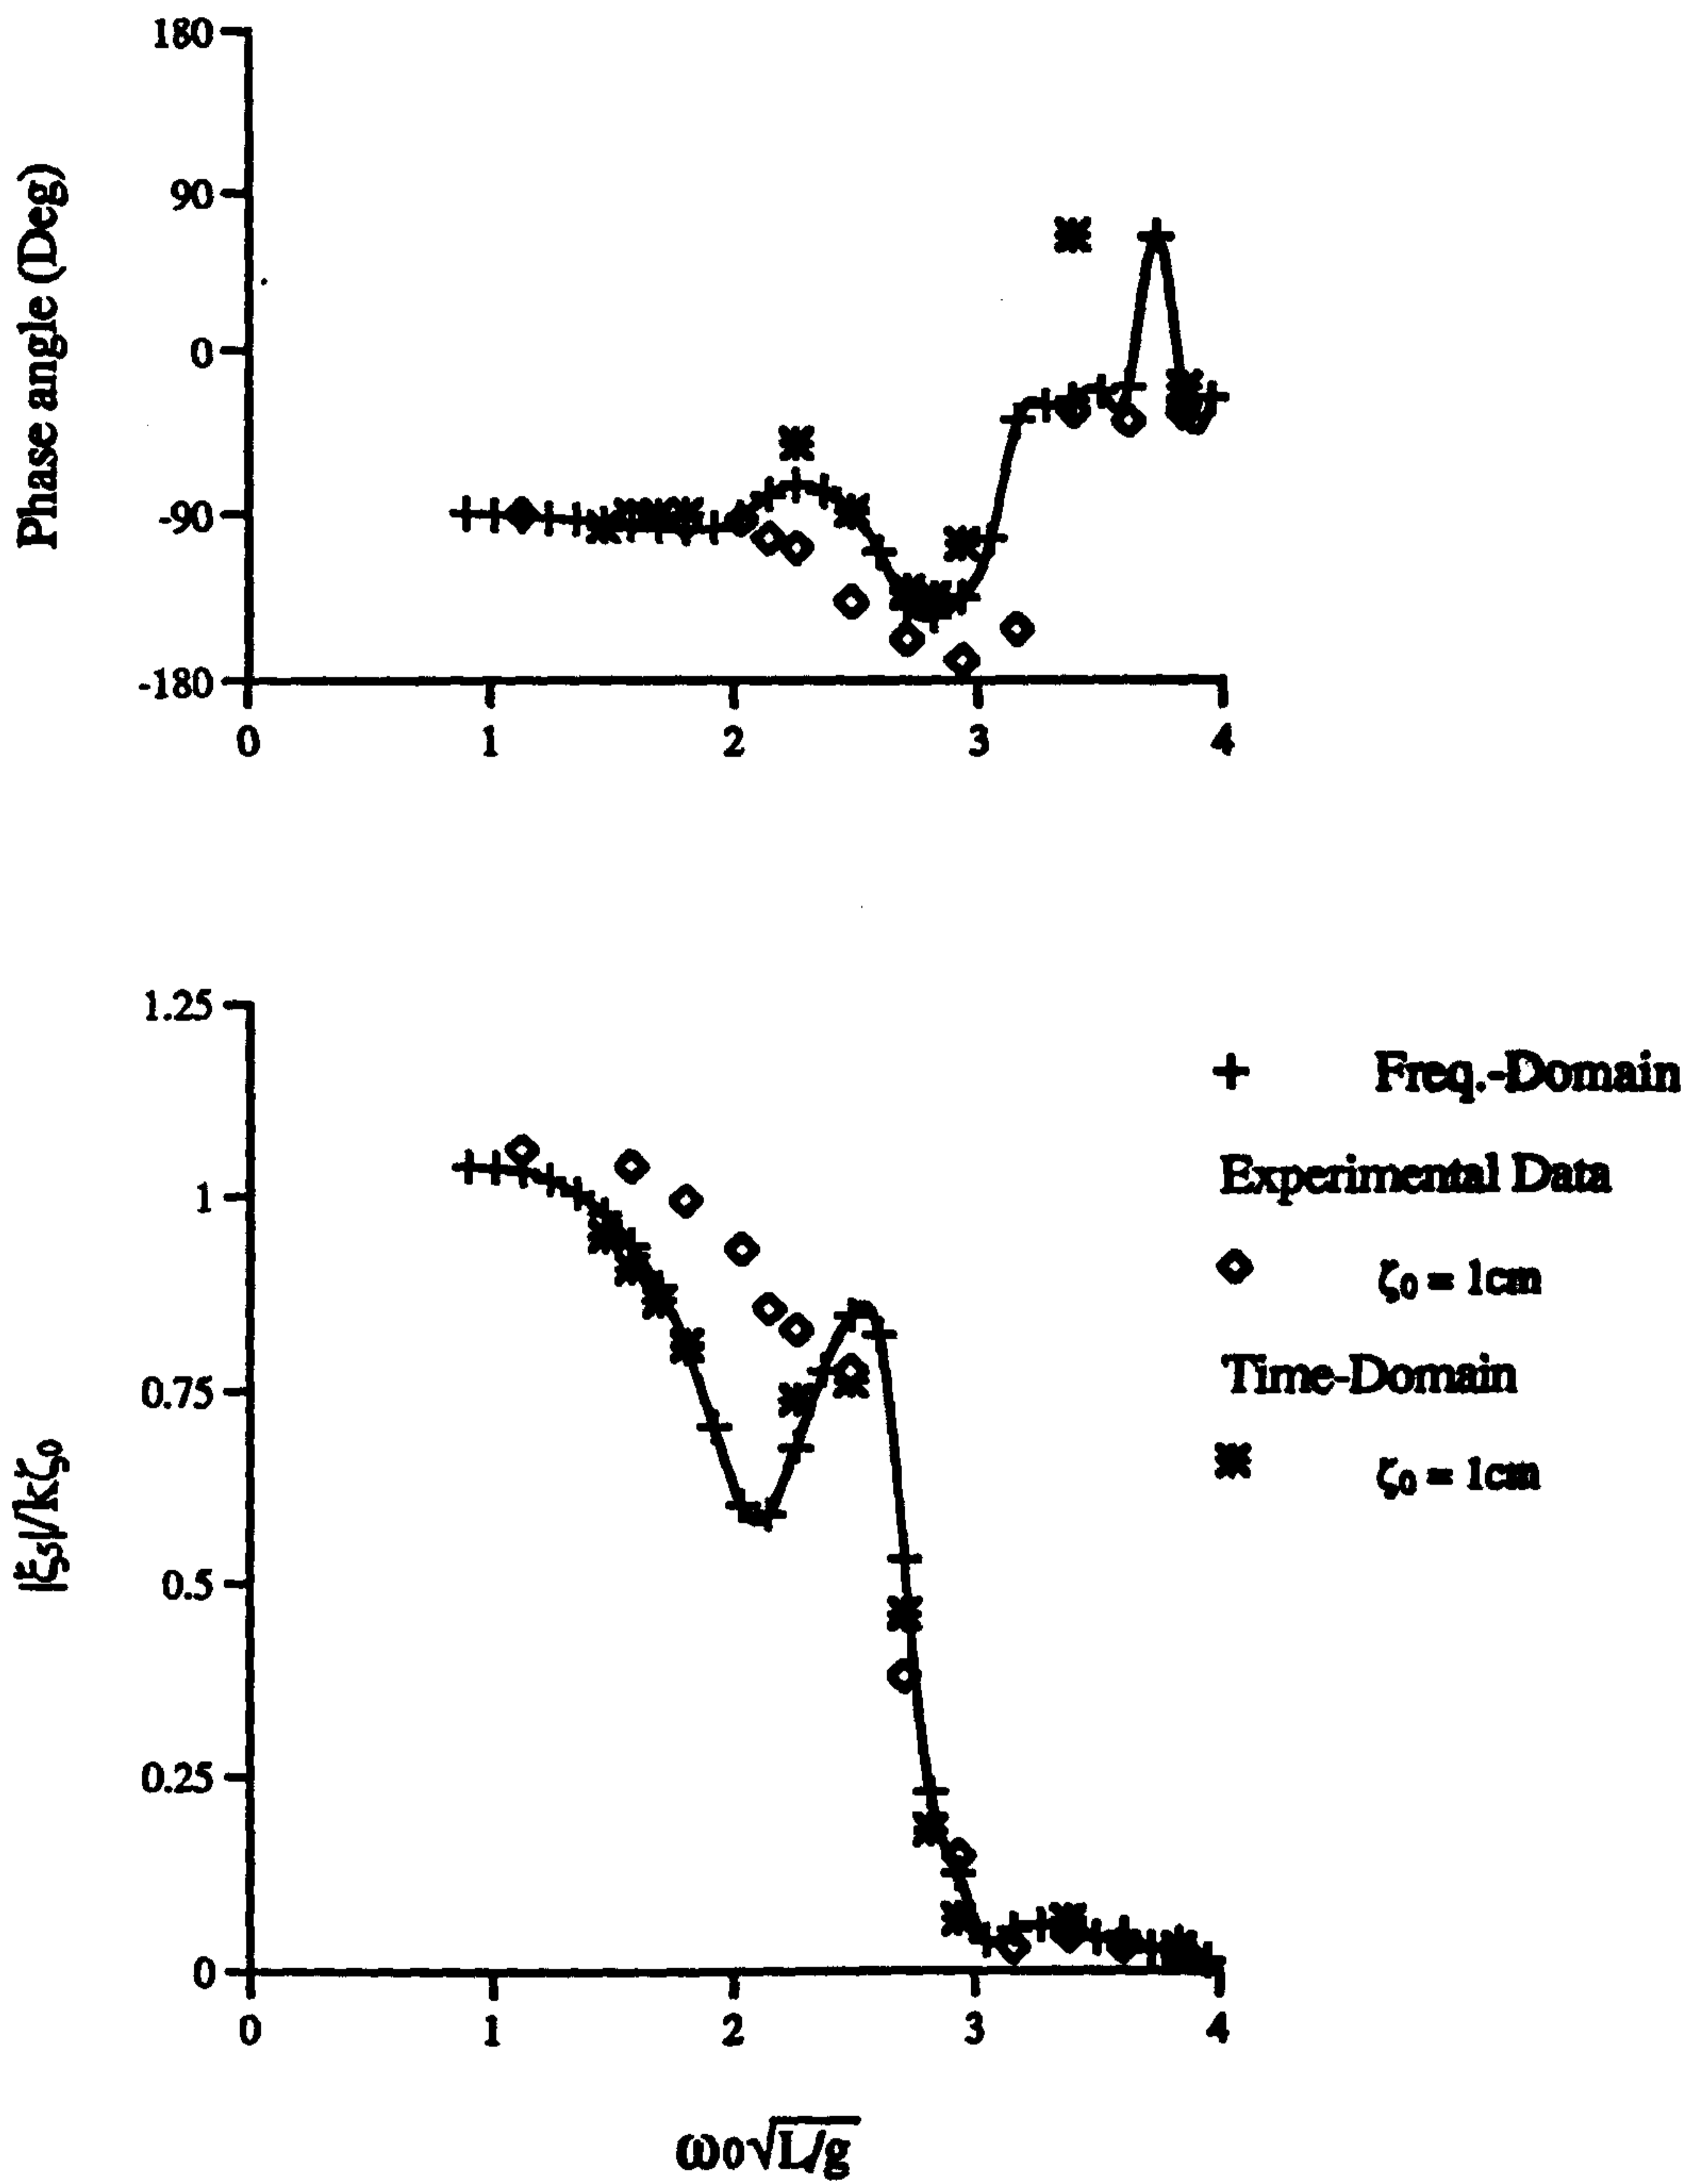 Phase angle (Deg)
180
90
0
-90
-180
0
1
2
3
4
|ξ5|/kζ0
1.25
1
0.75
0.5
0.25
0
0
1
2
3
4
ω0√L/g
+ Freq.-Domain
Experimental Data
ζ0 = 1cm
Time-Domain
ζ0 = 1cm